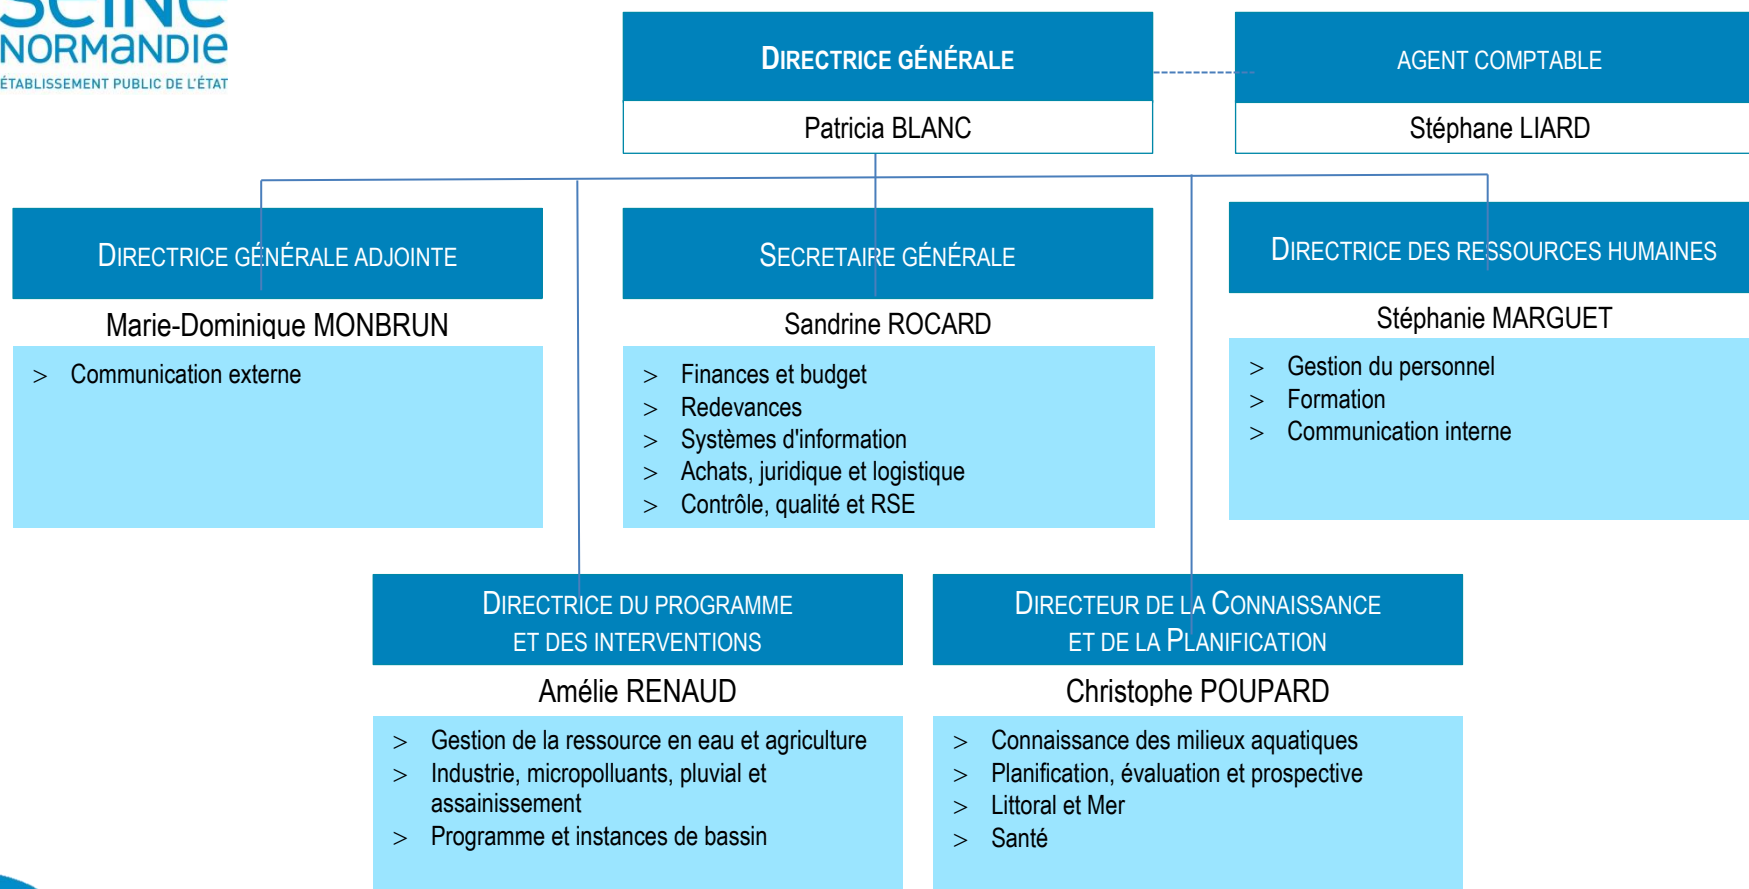 SEINE
NORMANDIE
ÉTABLISSEMENT PUBLIC DE L'ÉTAT
DIRECTRICE GÉNÉRALE
Patricia BLANC
AGENT COMPTABLE
Stéphane LIARD
DIRECTRICE GÉNÉRALE ADJOINTE
Marie-Dominique MONBRUN
> Communication externe
SECRETAIRE GÉNÉRALE
Sandrine ROCARD
> Finances et budget
> Redevances
> Systèmes d'information
> Achats, juridique et logistique
> Contrôle, qualité et RSE
DIRECTRICE DES RESSOURCES HUMAINES
Stéphanie MARGUET
> Gestion du personnel
> Formation
> Communication interne
DIRECTRICE DU PROGRAMME
ET DES INTERVENTIONS
Amélie RENAUD
> Gestion de la ressource en eau et agriculture
> Industrie, micropolluants, pluvial et
assainissement
> Programme et instances de bassin
DIRECTEUR DE LA CONNAISSANCE
ET DE LA PLANIFICATION
Christophe POUPARD
> Connaissance des milieux aquatiques
> Planification, évaluation et prospective
> Littoral et Mer
> Santé